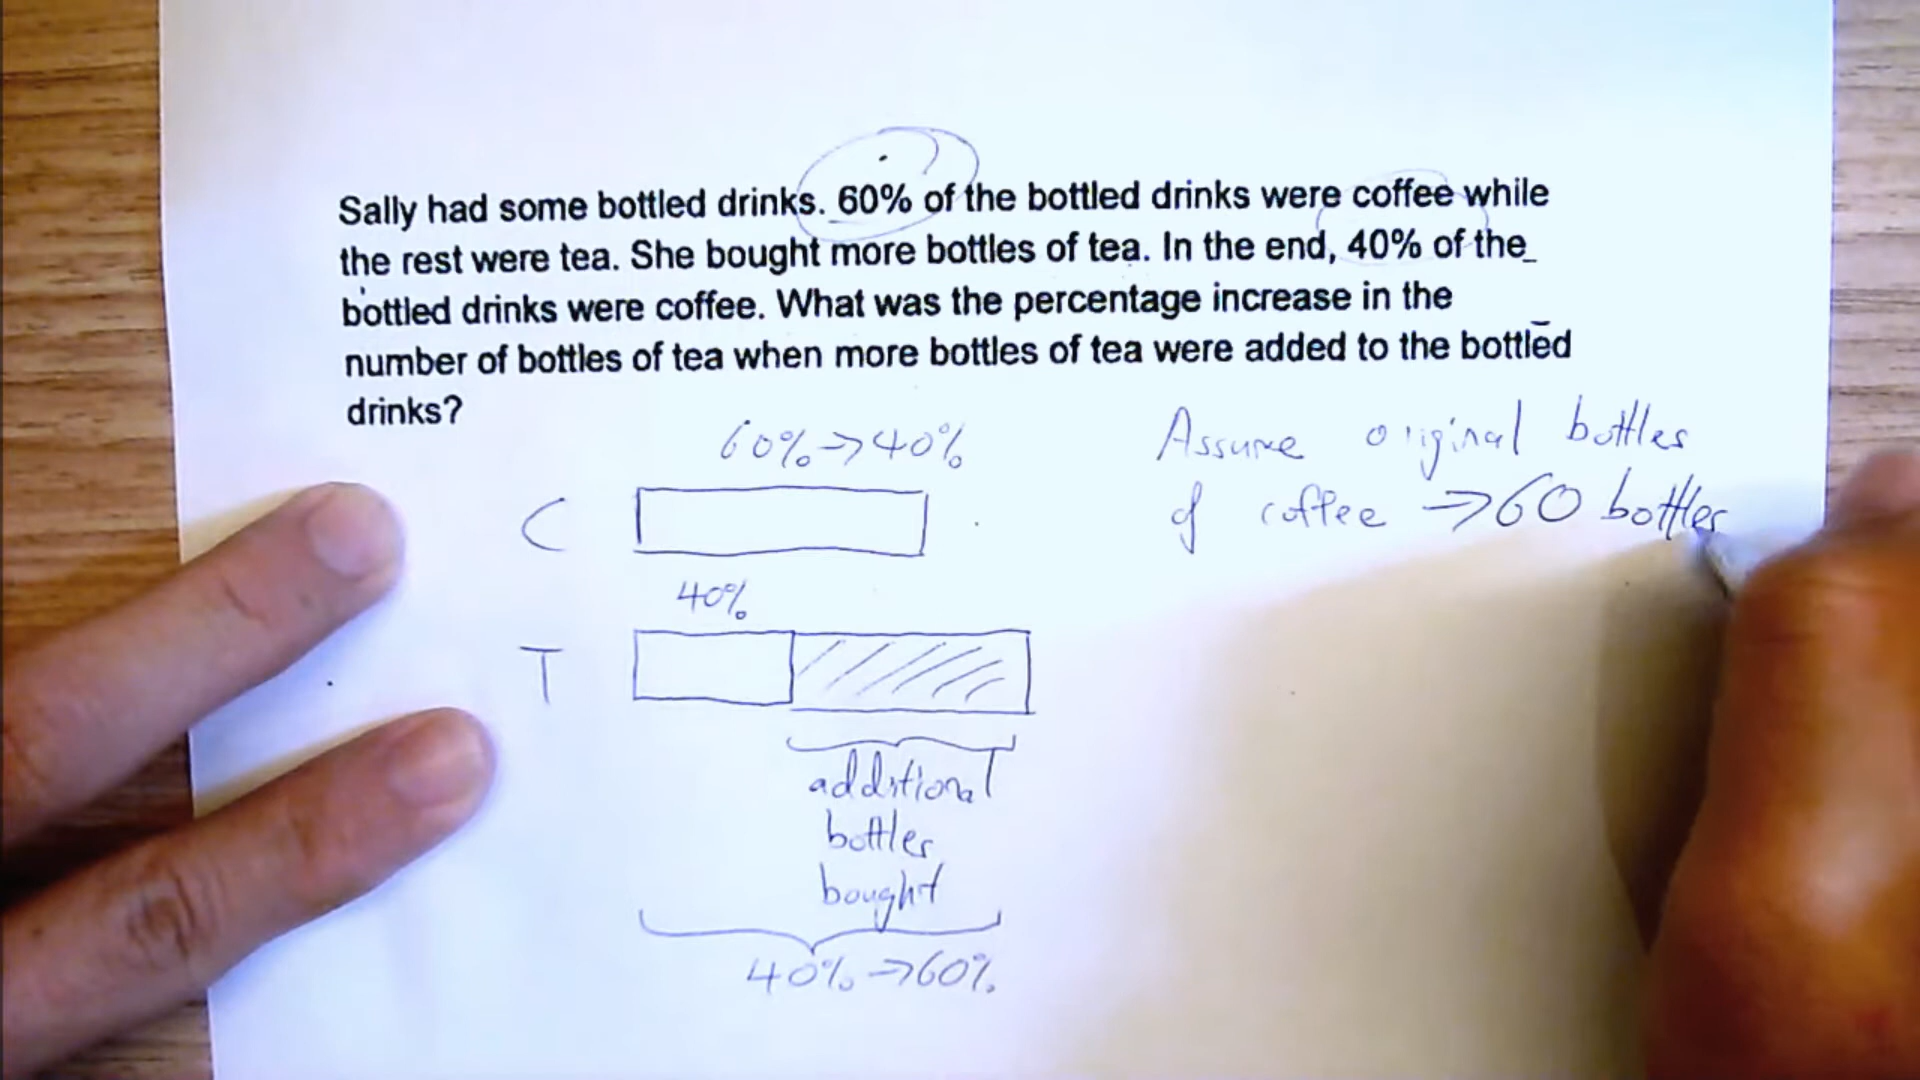 Sally had some bottled drinks. 60% of the bottled drinks were coffee while
the rest were tea. She bought more bottles of tea. In the end, 40% of the
bottled drinks were coffee. What was the percentage increase in the
number of bottles of tea when more bottles of tea were added to the bottled
drinks?
60% → 40%
Assume original bottles
of coffee → 60 bottles
C
40%
T
additional
bottles
bought
40% → 60%